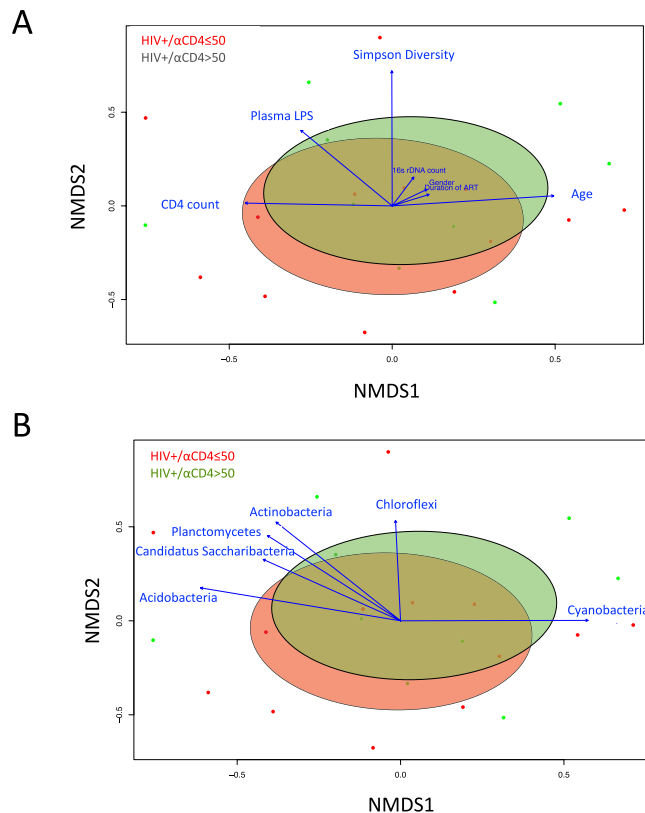 A
HIV+/αCD4≤50
HIV+/αCD4>50
Simpson Diversity
Plasma LPS
16s rDNA count
Gender
Duration of ART
CD4 count
Age
0.5
0.0
−0.5
NMDS2
−0.5
0.0
0.5
NMDS1
B
HIV+/αCD4≤50
HIV+/αCD4>50
Actinobacteria
Chloroflexi
Planctomycetes
Candidatus Saccharibacteria
Acidobacteria
Cyanobacteria
0.5
0.0
−0.5
NMDS2
−0.5
0.0
0.5
NMDS1